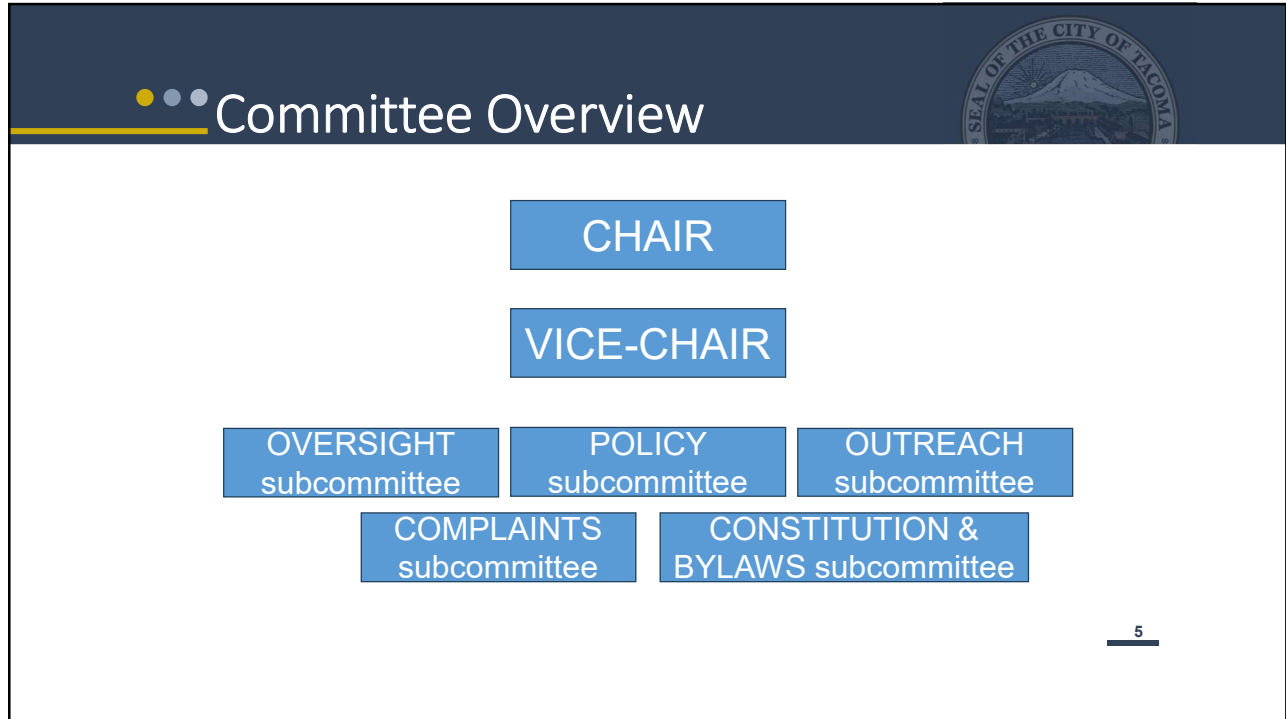 Committee Overview
SEAL OF THE CITY OF TACOMA
CHAIR
VICE-CHAIR
OVERSIGHT
subcommittee
POLICY
subcommittee
OUTREACH
subcommittee
COMPLAINTS
subcommittee
CONSTITUTION &
BYLAWS subcommittee
5